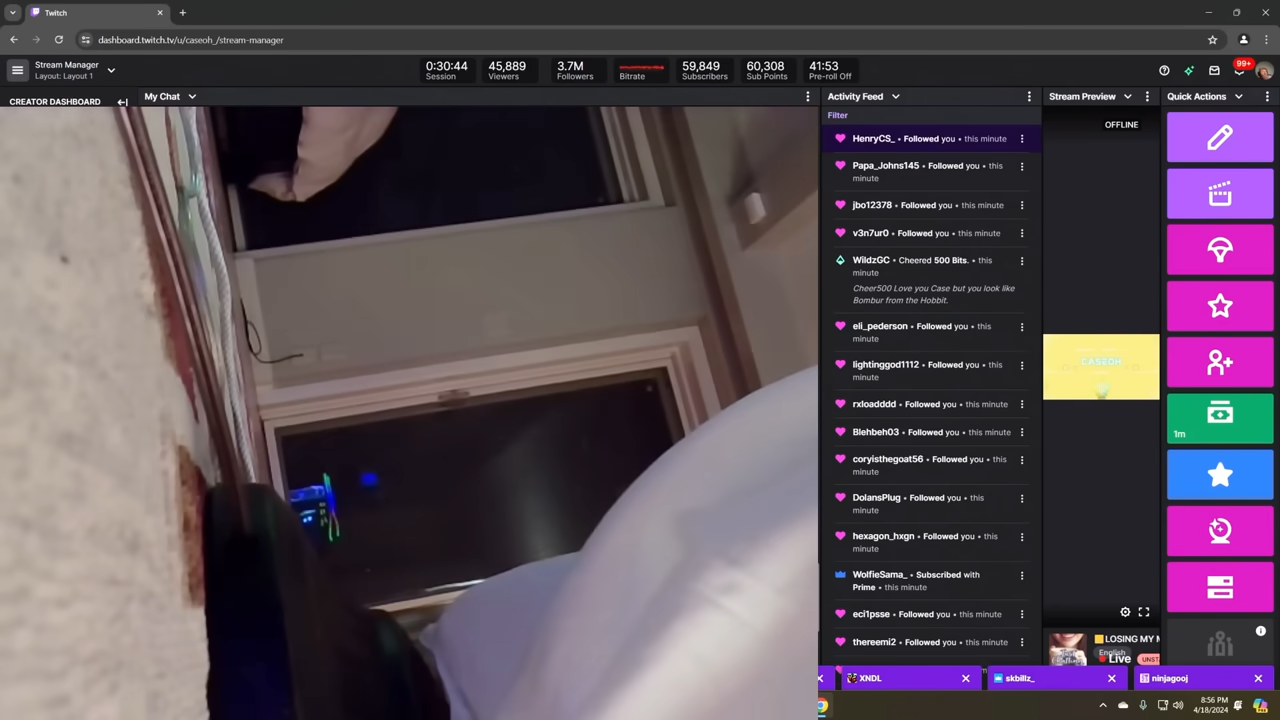 Twitch
dashboard.twitch.tv/u/caseoh_/stream-manager
Stream Manager
Layout: Layout 1
0:30:44
Session
45,889
Viewers
3.7M
Followers
Bitrate
59,849
Subscribers
60,308
Sub Points
41:53
Pre-roll Off
99+
CREATOR DASHBOARD
My Chat
Activity Feed
Stream Preview
Quick Actions
Filter
OFFLINE
HenryCS_ • Followed you • this minute
Papa_Johns145 • Followed you • this
minute
jbo12378 • Followed you • this minute
v3n7ur0 • Followed you • this minute
WildzGC • Cheered 500 Bits. • this
minute
Cheer500 Love you Case but you look like
Bombur from the Hobbit.
eli_pederson • Followed you • this
minute
lightinggod1112 • Followed you • this
minute
CASEOH
rxloadddd • Followed you • this minute
1m
Blehbeh03 • Followed you • this minute
coryisthegoat56 • Followed you • this
minute
DolansPlug • Followed you • this
minute
hexagon_hxgn • Followed you • this
minute
WolfieSama_ • Subscribed with
Prime • this minute
eci1psse • Followed you • this minute
thereemi2 • Followed you • this minute
LOSING MY
English
Live
UNST
XNDL
skbillz_
ninjagooj
8:56 PM
4/18/2024